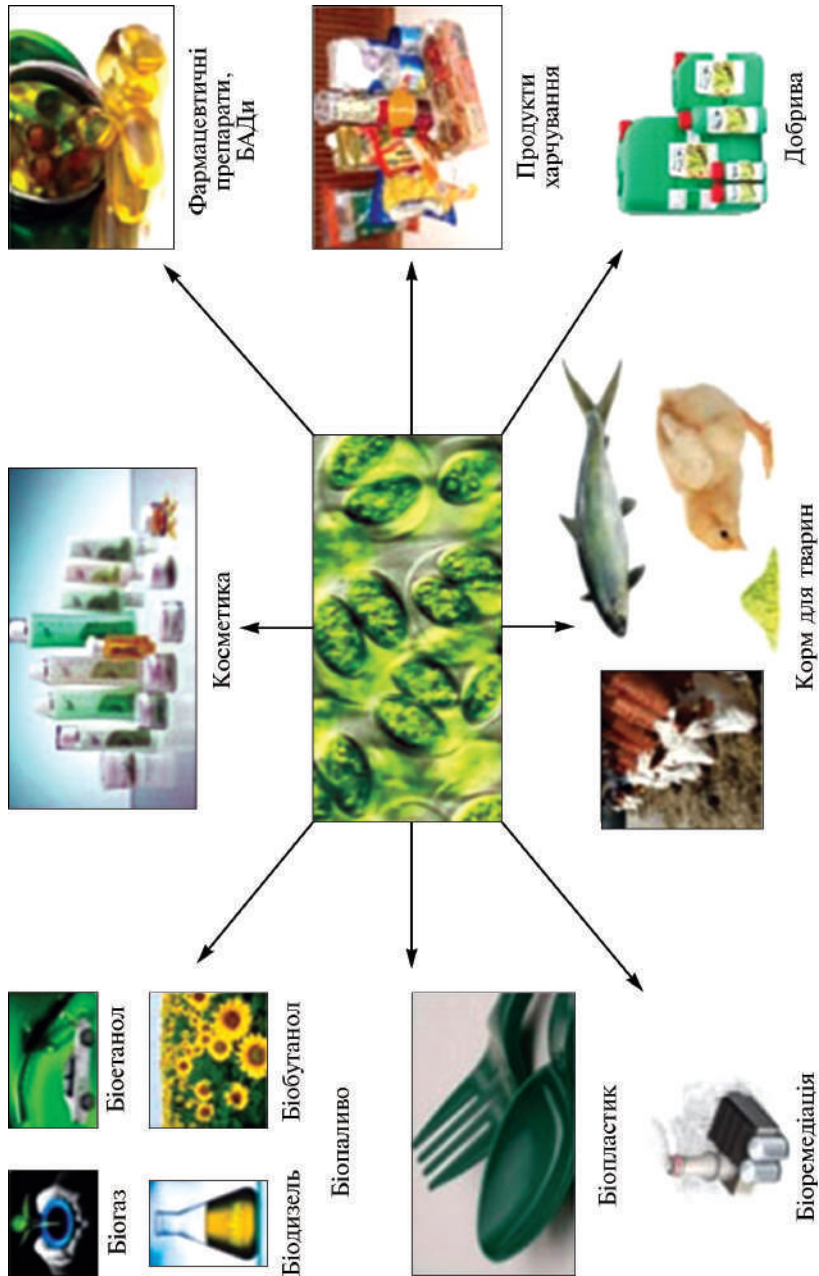 Біогаз
Біоетанол
Біодизель
Біобутанол
Біопаливо
Косметика
Фармацевтичні
препарати,
БАДи
Біопластик
Продукти
харчування
Біоремедіація
Корм для тварин
Добрива